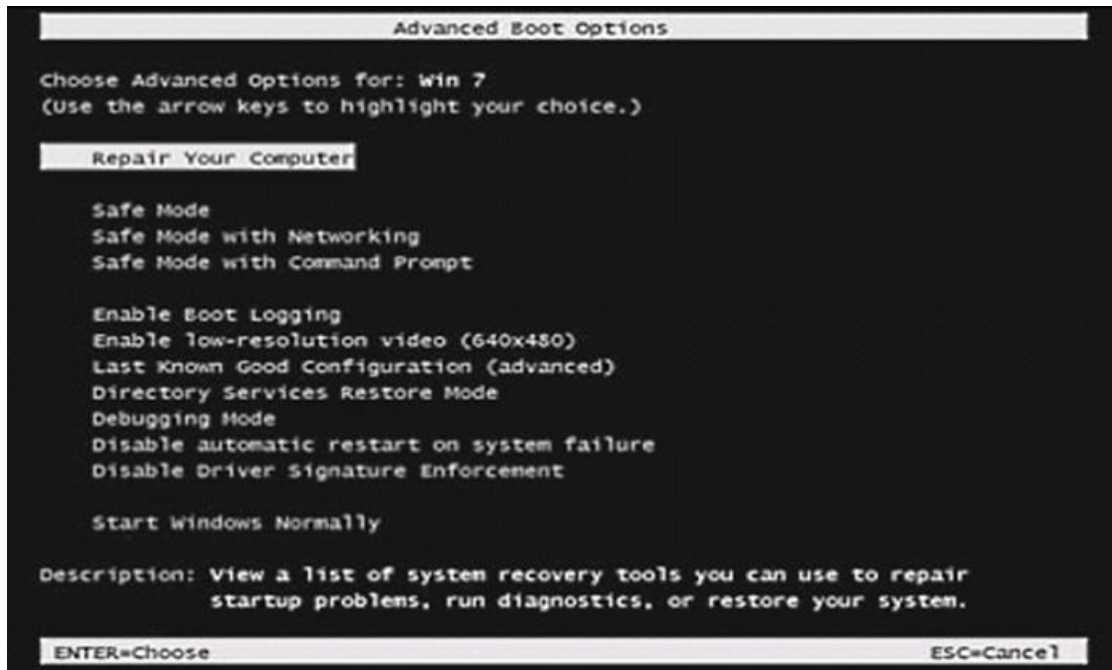 Advanced Boot Options
Choose Advanced Options for: Win 7
(Use the arrow keys to highlight your choice.)
Repair Your Computer
Safe Mode
Safe Mode with Networking
Safe Mode with Command Prompt
Enable Boot Logging
Enable low-resolution video (640x480)
Last Known Good Configuration (advanced)
Directory Services Restore Mode
Debugging Mode
Disable automatic restart on system failure
Disable Driver Signature Enforcement
Start Windows Normally
Description: View a list of system recovery tools you can use to repair
startup problems, run diagnostics, or restore your system.
ENTER=Choose ESC=Cancel